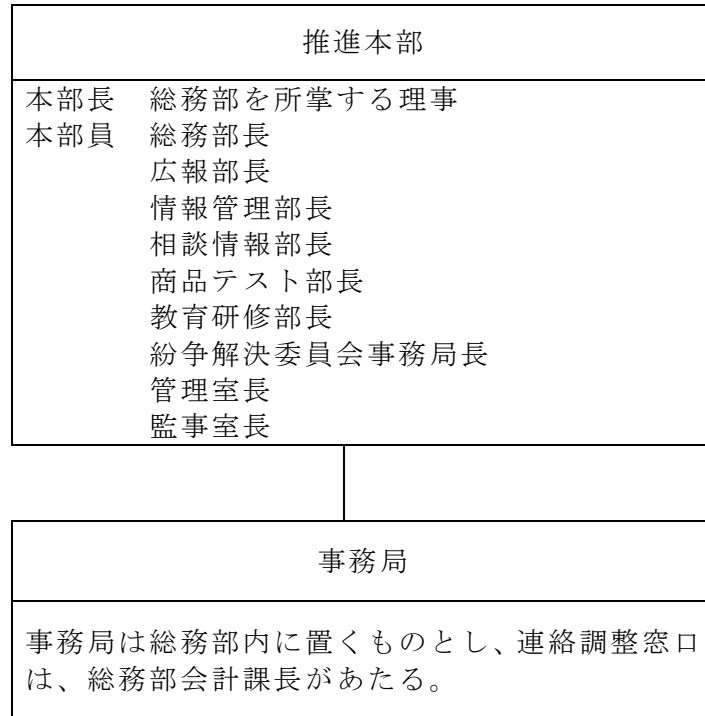 推進本部
本部長　総務部を所掌する理事
本部員　総務部長
広報部長
情報管理部長
相談情報部長
商品テスト部長
教育研修部長
紛争解決委員会事務局長
管理室長
監事室長
事務局
事務局は総務部内に置くものとし、連絡調整窓口
は、総務部会計課長があたる。